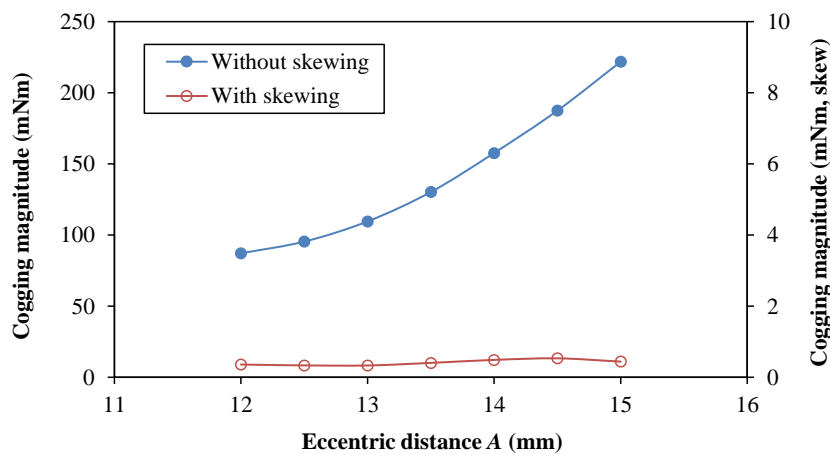 250
200
150
100
50
0
Cogging magnitude (mNm)
Without skewing
With skewing
10
8
6
4
2
0
Cogging magnitude (mNm, skew)
11 12 13 14 15 16
Eccentric distance A (mm)